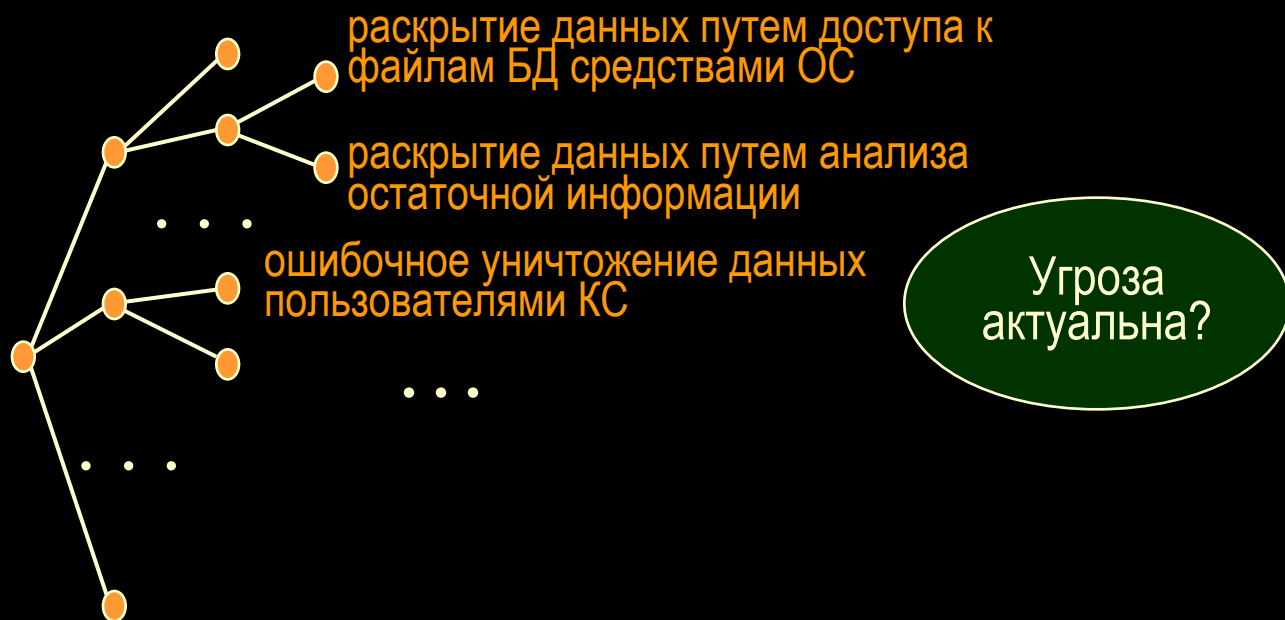 раскрытие данных путем доступа к
файлам БД средствами ОС
раскрытие данных путем анализа
остаточной информации
. . .
ошибочное уничтожение данных
пользователями КС
Угроза
актуальна?
. . .
. . .